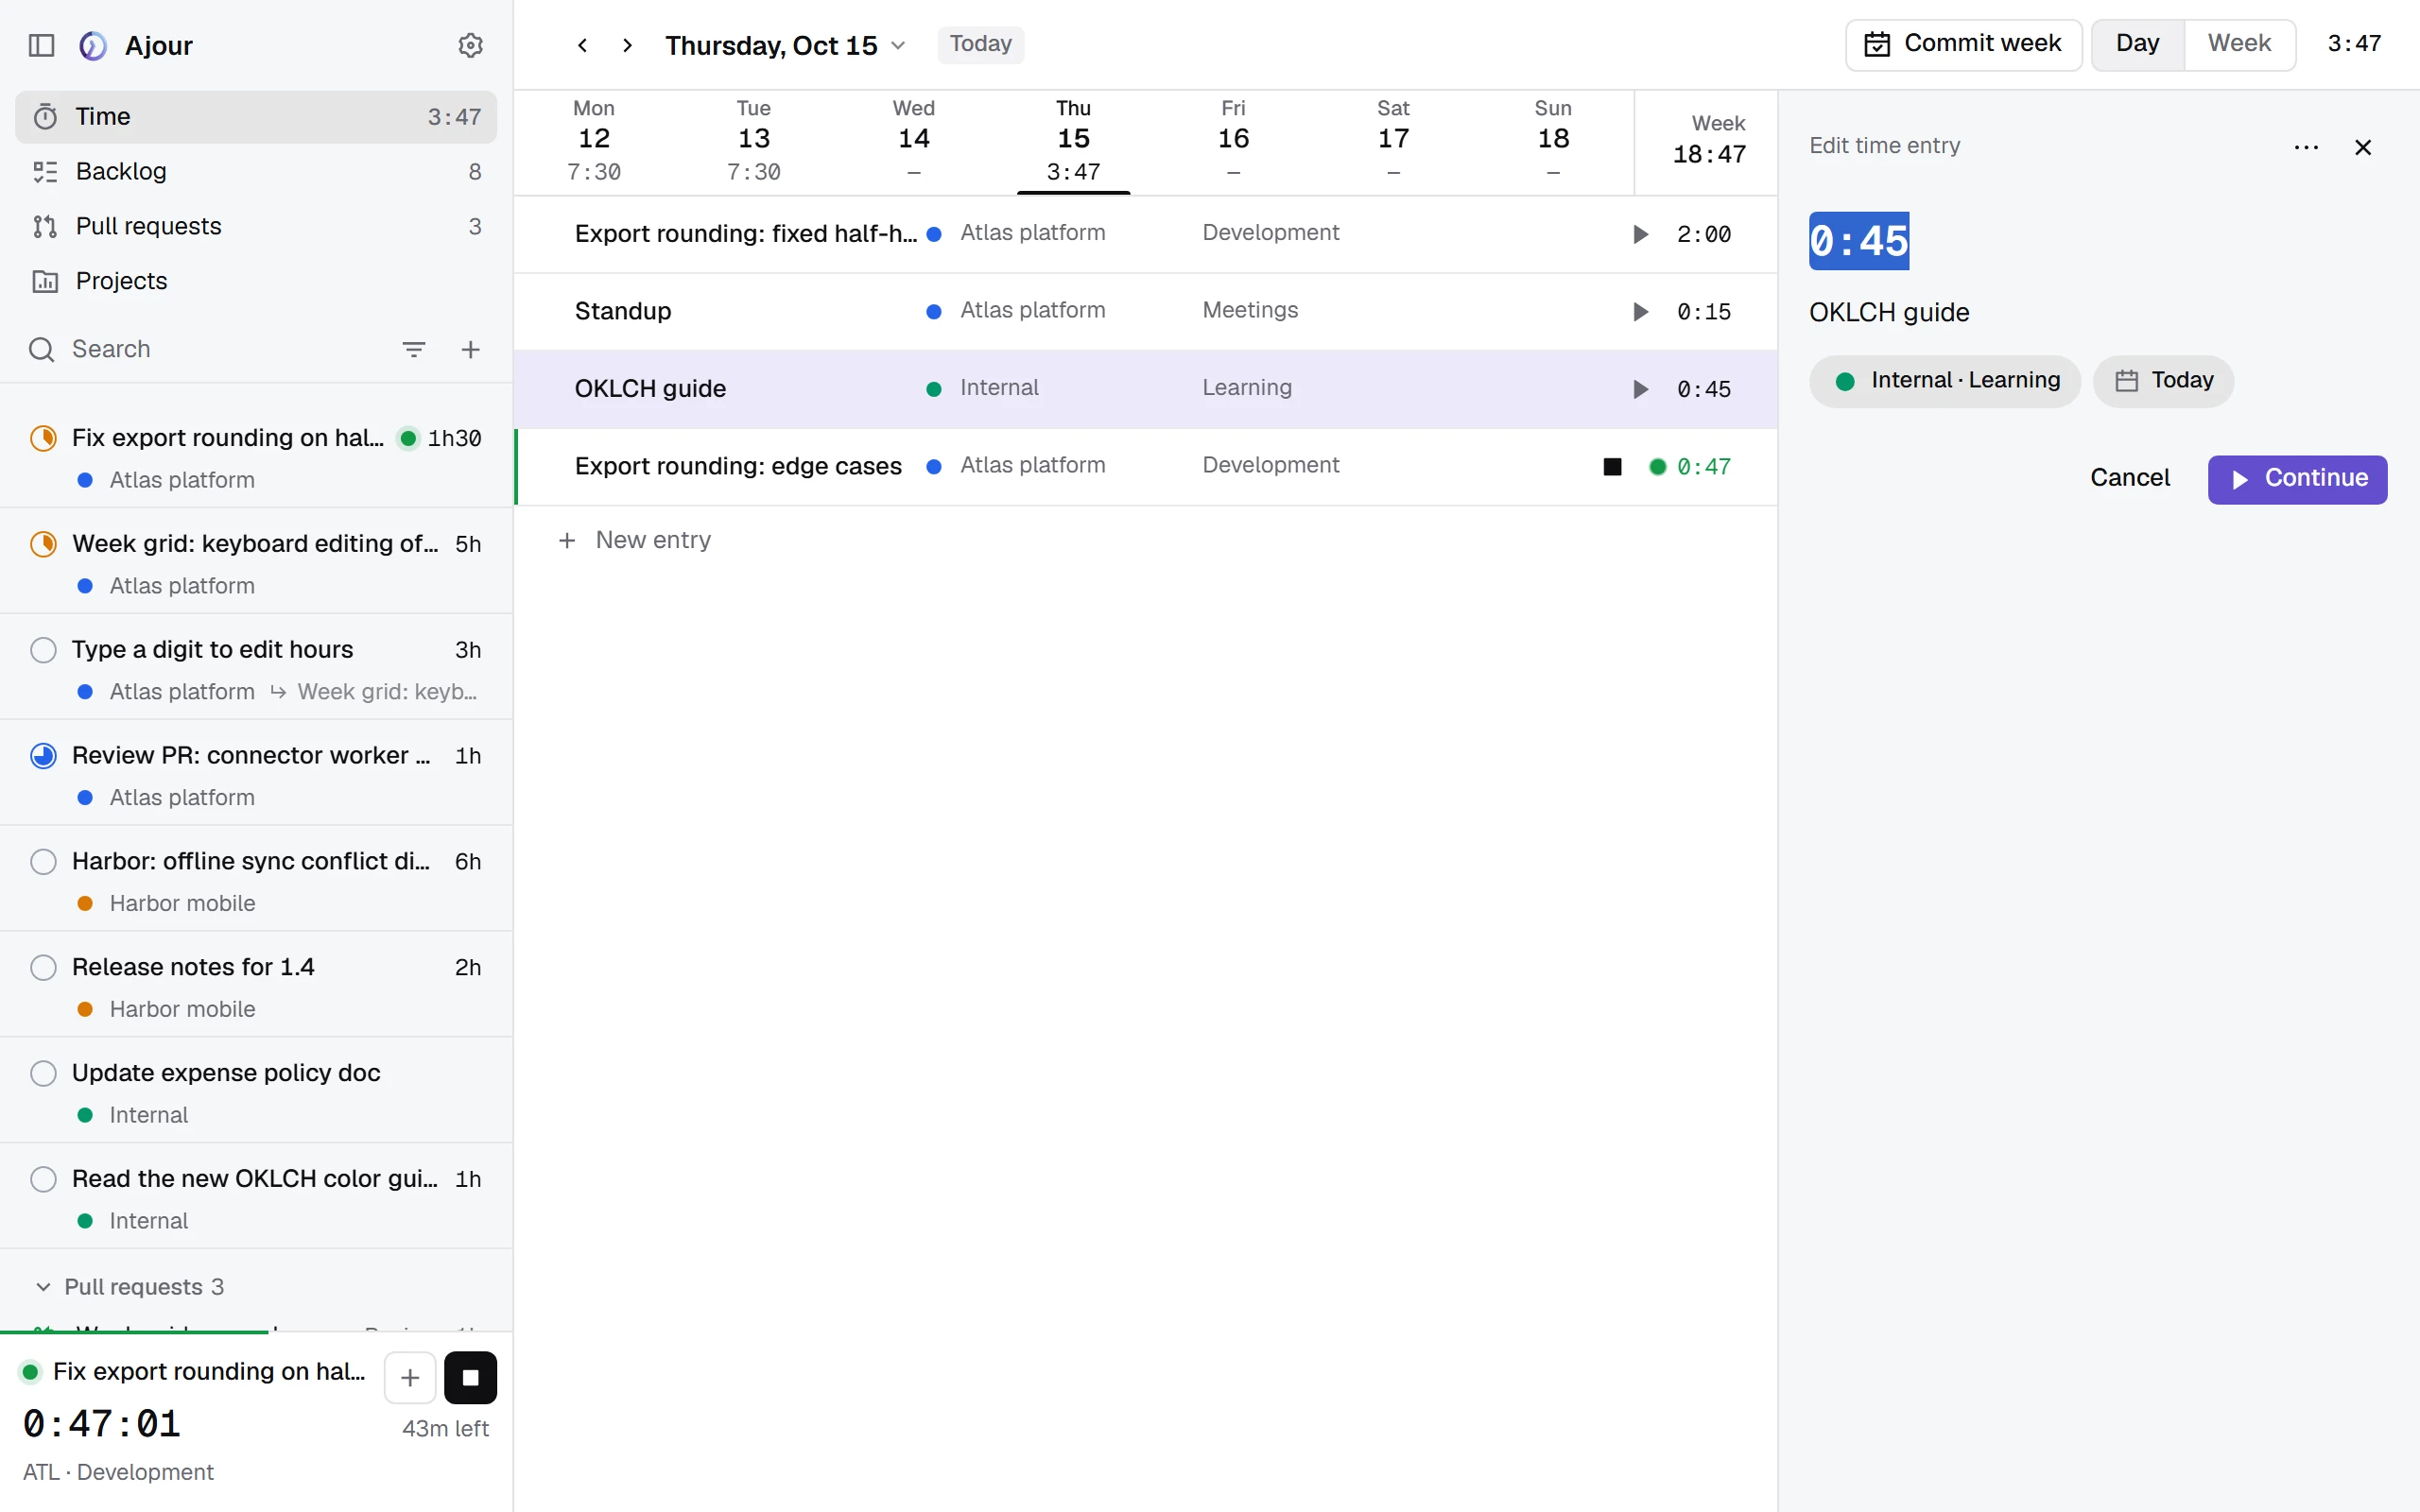 Ajour
Time 3:47
Backlog 8
Pull requests 3
Projects
Search
Fix export rounding on hal... 1h30
Atlas platform
Week grid: keyboard editing of... 5h
Atlas platform
Type a digit to edit hours 3h
Atlas platform ↳ Week grid: keyb...
Review PR: connector worker ... 1h
Atlas platform
Harbor: offline sync conflict di... 6h
Harbor mobile
Release notes for 1.4 2h
Harbor mobile
Update expense policy doc
Internal
Read the new OKLCH color gui... 1h
Internal
Pull requests 3
Fix export rounding on hal...
0:47:01 43m left
ATL · Development
Thursday, Oct 15 Today
Commit week Day Week 3:47
Mon Tue Wed Thu Fri Sat Sun Week
12 13 14 15 16 17 18 18:47
7:30 7:30 – 3:47 – – –
Export rounding: fixed half-h... Atlas platform Development 2:00
Standup Atlas platform Meetings 0:15
OKLCH guide Internal Learning 0:45
Export rounding: edge cases Atlas platform Development 0:47
+ New entry
Edit time entry
0:45
OKLCH guide
Internal · Learning Today
Cancel Continue